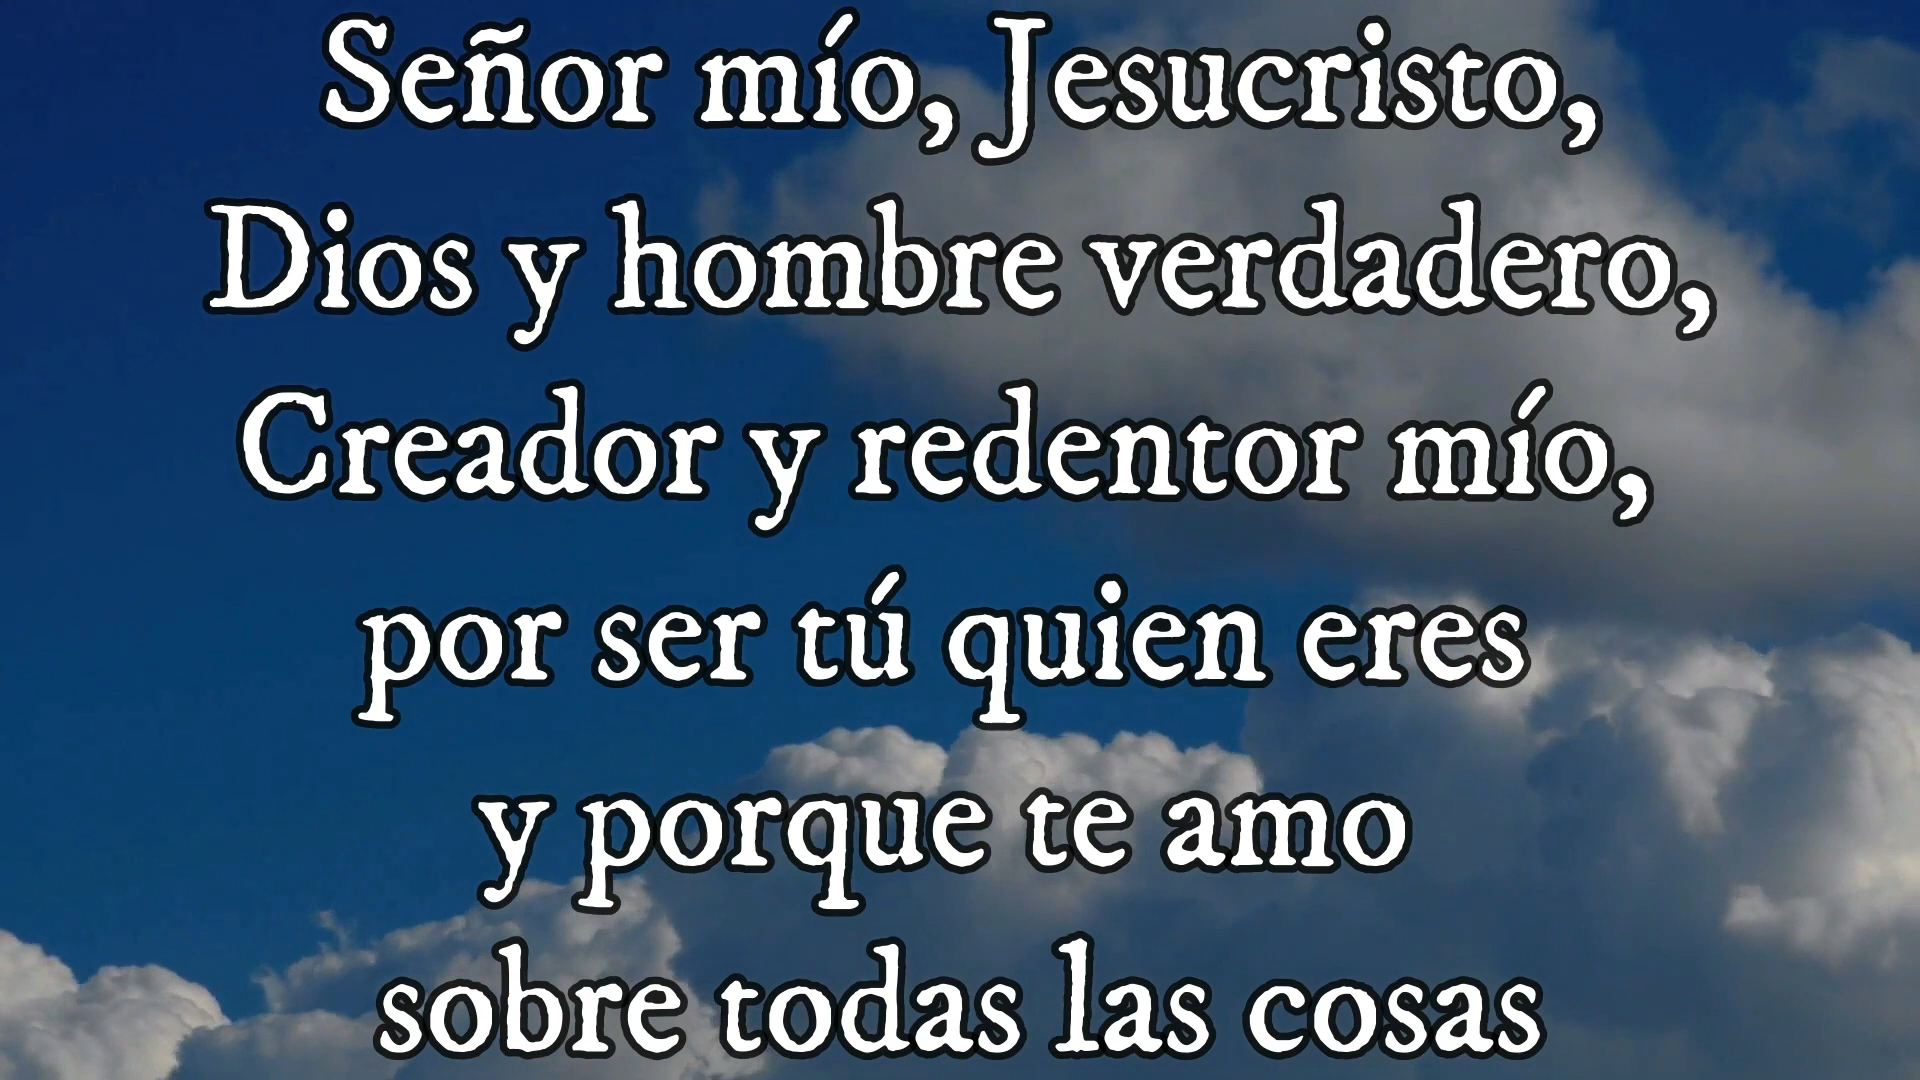 Señor mío, Jesucristo,
Dios y hombre verdadero,
Creador y redentor mío,
por ser tú quien eres
y porque te amo
sobre todas las cosas